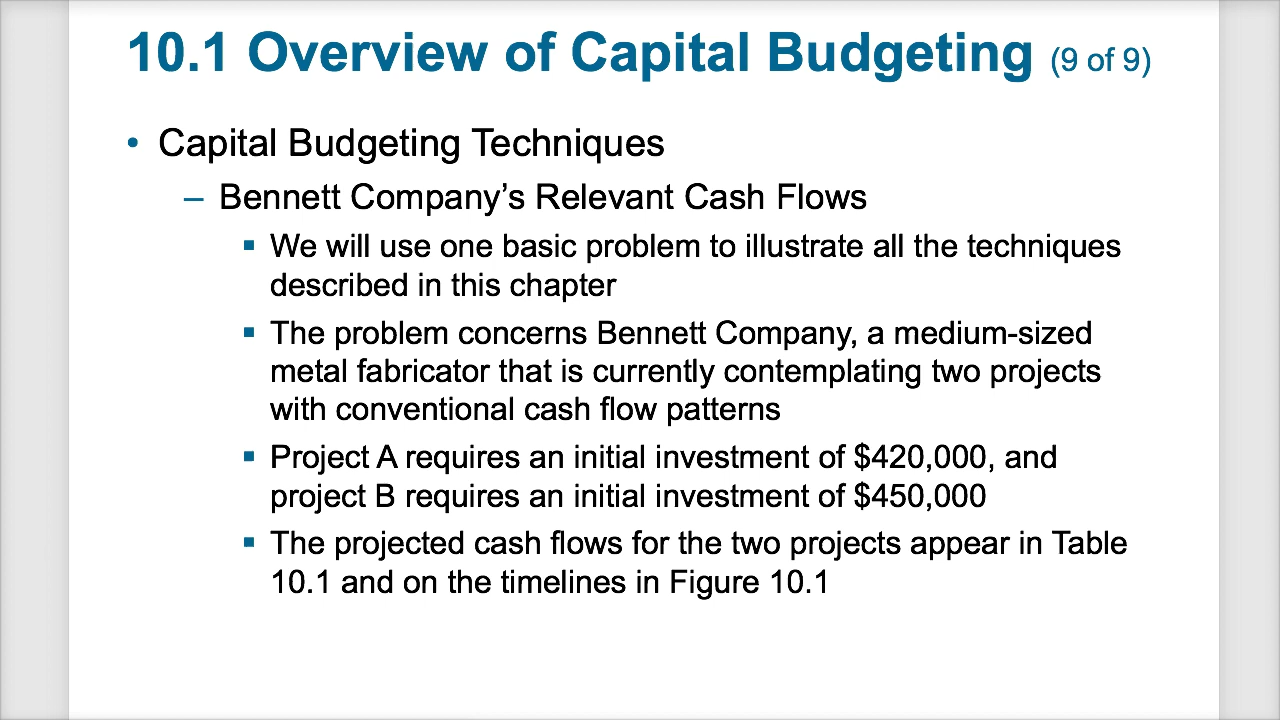 10.1 Overview of Capital Budgeting (9 of 9)
• Capital Budgeting Techniques
– Bennett Company’s Relevant Cash Flows
▪ We will use one basic problem to illustrate all the techniques
described in this chapter
▪ The problem concerns Bennett Company, a medium-sized
metal fabricator that is currently contemplating two projects
with conventional cash flow patterns
▪ Project A requires an initial investment of $420,000, and
project B requires an initial investment of $450,000
▪ The projected cash flows for the two projects appear in Table
10.1 and on the timelines in Figure 10.1